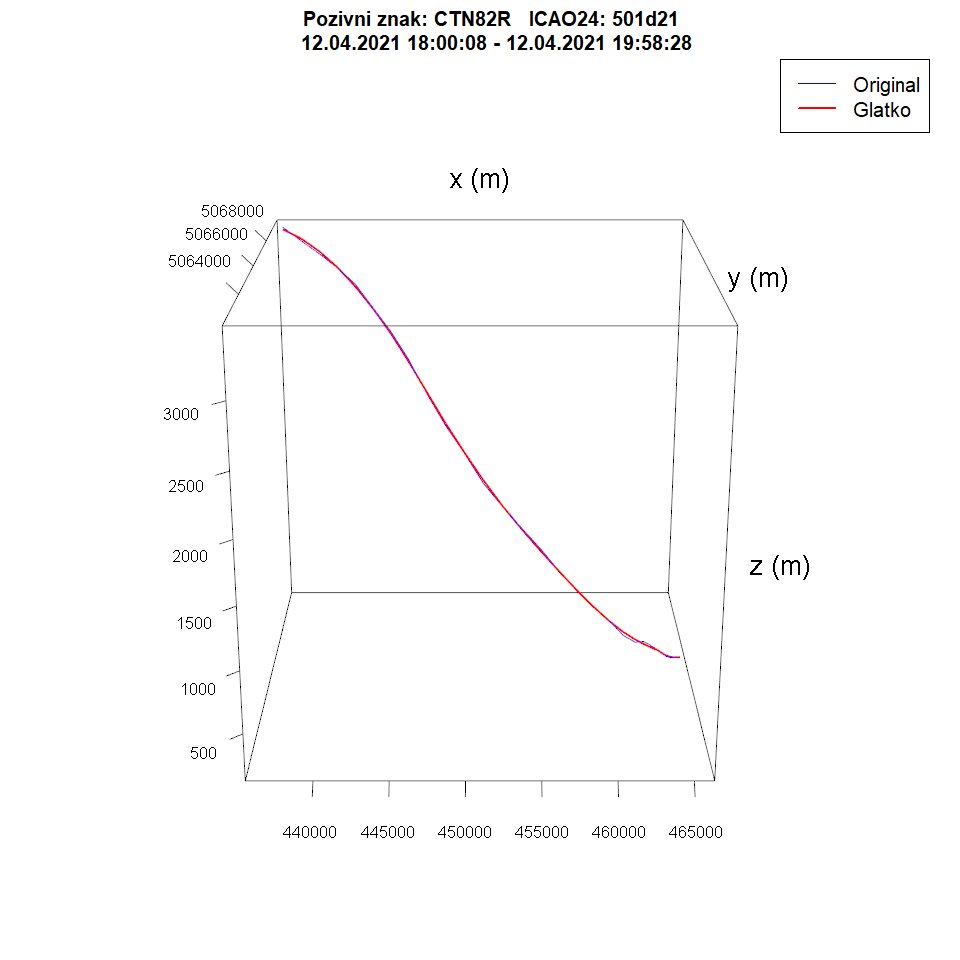 Pozivni znak: CTN82R   ICAO24: 501d21
12.04.2021 18:00:08 - 12.04.2021 19:58:28
Original
Glatko
x (m)
5068000
5066000
5064000
y (m)
3000
2500
2000
z (m)
1500
1000
500
440000 445000 450000 455000 460000 465000